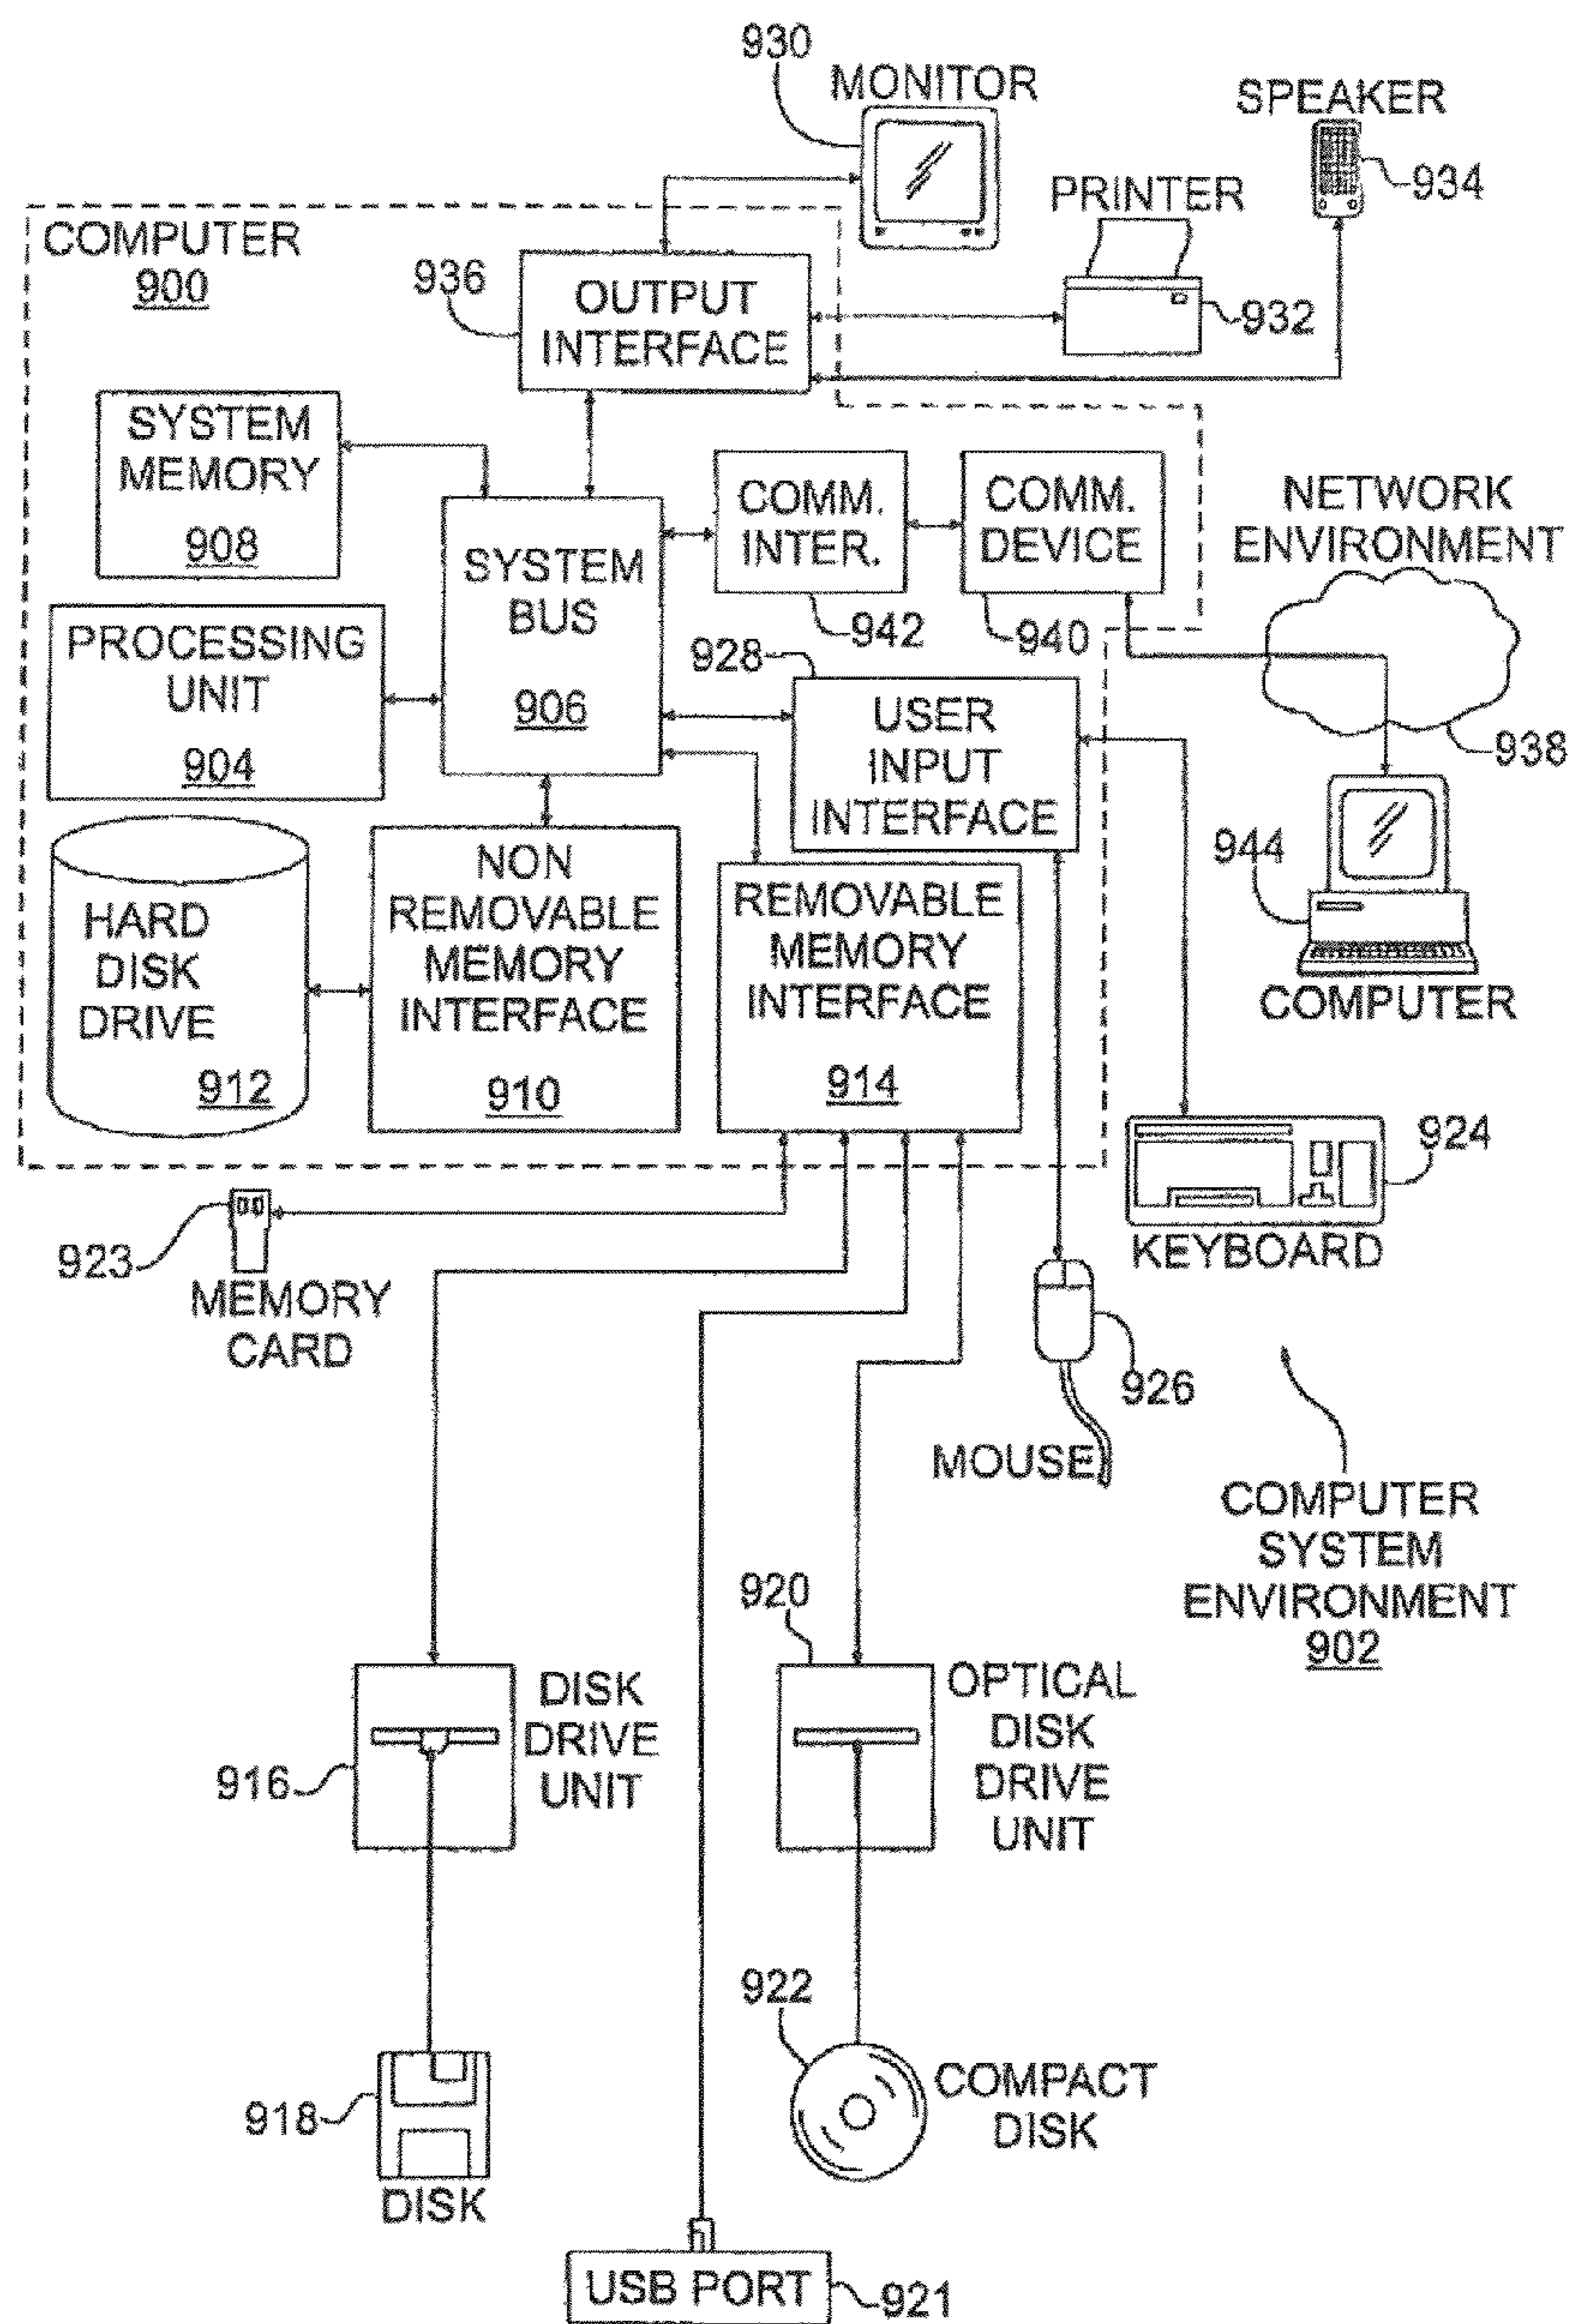 930
MONITOR
SPEAKER
934
PRINTER
932
COMPUTER
900
936
OUTPUT
INTERFACE
SYSTEM
MEMORY
908
SYSTEM
BUS
906
COMM.
INTER.
942
COMM.
DEVICE
940
NETWORK
ENVIRONMENT
938
PROCESSING
UNIT
904
928
USER
INPUT
INTERFACE
944
COMPUTER
HARD
DISK
DRIVE
912
NON
REMOVABLE
MEMORY
INTERFACE
910
REMOVABLE
MEMORY
INTERFACE
914
924
KEYBOARD
923
MEMORY
CARD
926
MOUSE
COMPUTER
SYSTEM
ENVIRONMENT
902
916
DISK
DRIVE
UNIT
920
OPTICAL
DISK
DRIVE
UNIT
918
DISK
922
COMPACT
DISK
USB PORT
921